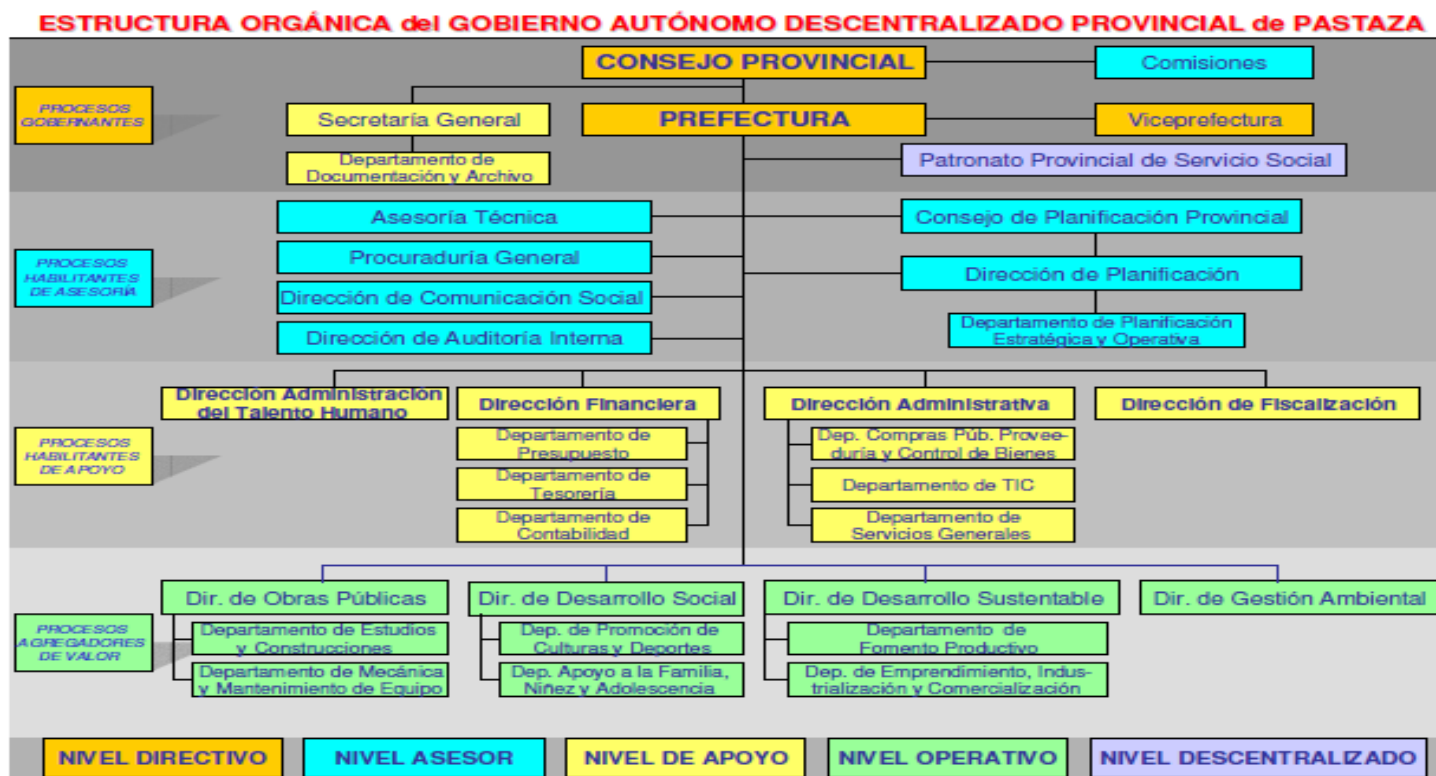 ESTRUCTURA ORGÁNICA del GOBIERNO AUTÓNOMO DESCENTRALIZADO PROVINCIAL de PASTAZA
CONSEJO PROVINCIAL
Comisiones
PROCESOS
GOBERNANTES
Secretaría General
PREFECTURA
Viceprefectura
Departamento de
Documentación y Archivo
Patronato Provincial de Servicio Social
PROCESOS
HABILITANTES
DE ASESORÍA
Asesoría Técnica
Consejo de Planificación Provincial
Procuraduría General
Dirección de Planificación
Dirección de Comunicación Social
Dirección de Auditoría Interna
Departamento de Planificación
Estratégica y Operativa
PROCESOS
HABILITANTES
DE APOYO
Dirección Administración
del Talento Humano
Dirección Financiera
Dirección Administrativa
Dirección de Fiscalización
Departamento de
Presupuesto
Dep. Compras Púb. Provee-
duría y Control de Bienes
Departamento de
Tesorería
Departamento de TIC
Departamento de
Contabilidad
Departamento de
Servicios Generales
PROCESOS
AGREGADORES
DE VALOR
Dir. de Obras Públicas
Dir. de Desarrollo Social
Dir. de Desarrollo Sustentable
Dir. de Gestión Ambiental
Departamento de Estudios
y Construcciones
Dep. de Promoción de
Culturas y Deportes
Departamento de
Fomento Productivo
Departamento de Mecánica
y Mantenimiento de Equipo
Dep. Apoyo a la Familia,
Niñez y Adolescencia
Dep. de Emprendimiento, Indus-
trialización y Comercialización
NIVEL DIRECTIVO
NIVEL ASESOR
NIVEL DE APOYO
NIVEL OPERATIVO
NIVEL DESCENTRALIZADO